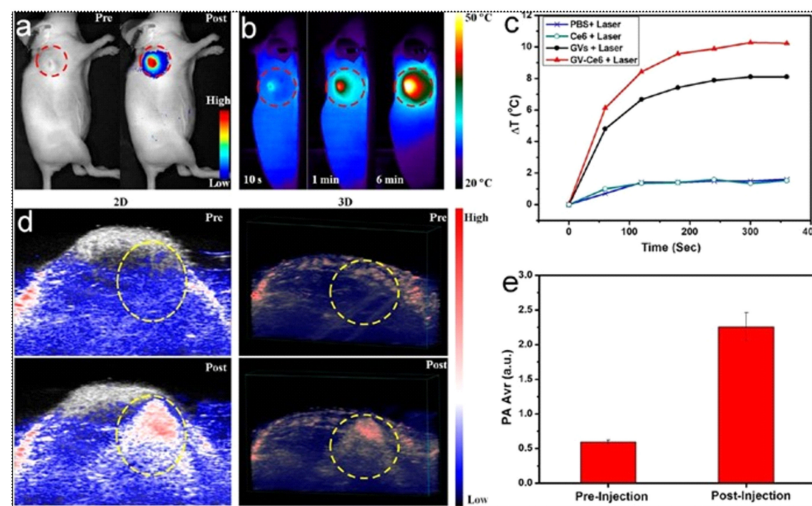 a
Pre
Post
High
Low
b
10 s
1 min
6 min
50 °C
20 °C
c
PBS+ Laser
Ce6 + Laser
GVs + Laser
GV-Ce6 + Laser
ΔT (°C)
12
10
8
6
4
2
0
0
100
200
300
40
Time (Sec)
2D
3D
d
Pre
Pre
Post
Post
High
Low
e
PA Avr (a.u.)
3.0
2.5
2.0
1.5
1.0
0.5
0.0
Pre-Injection
Post-Injection